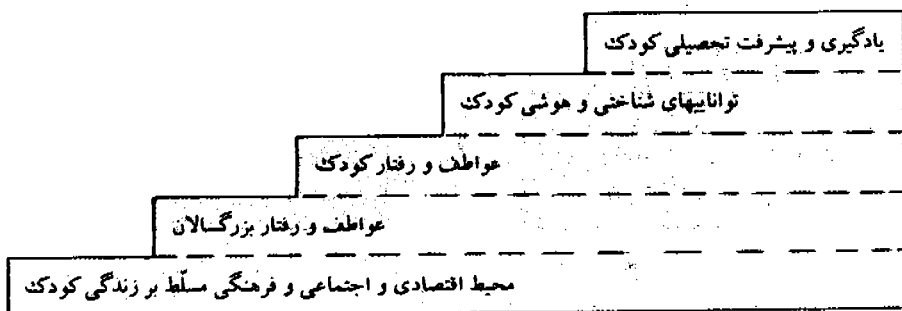 یادگیری و پیشرفت تحصیلی کودک
تواناییهای شناختی و هوشی کودک
عواطف و رفتار کودک
عواطف و رفتار بزرگسالان
محیط اقتصادی و اجتماعی و فرهنگی مسلّط بر زندگی کودک